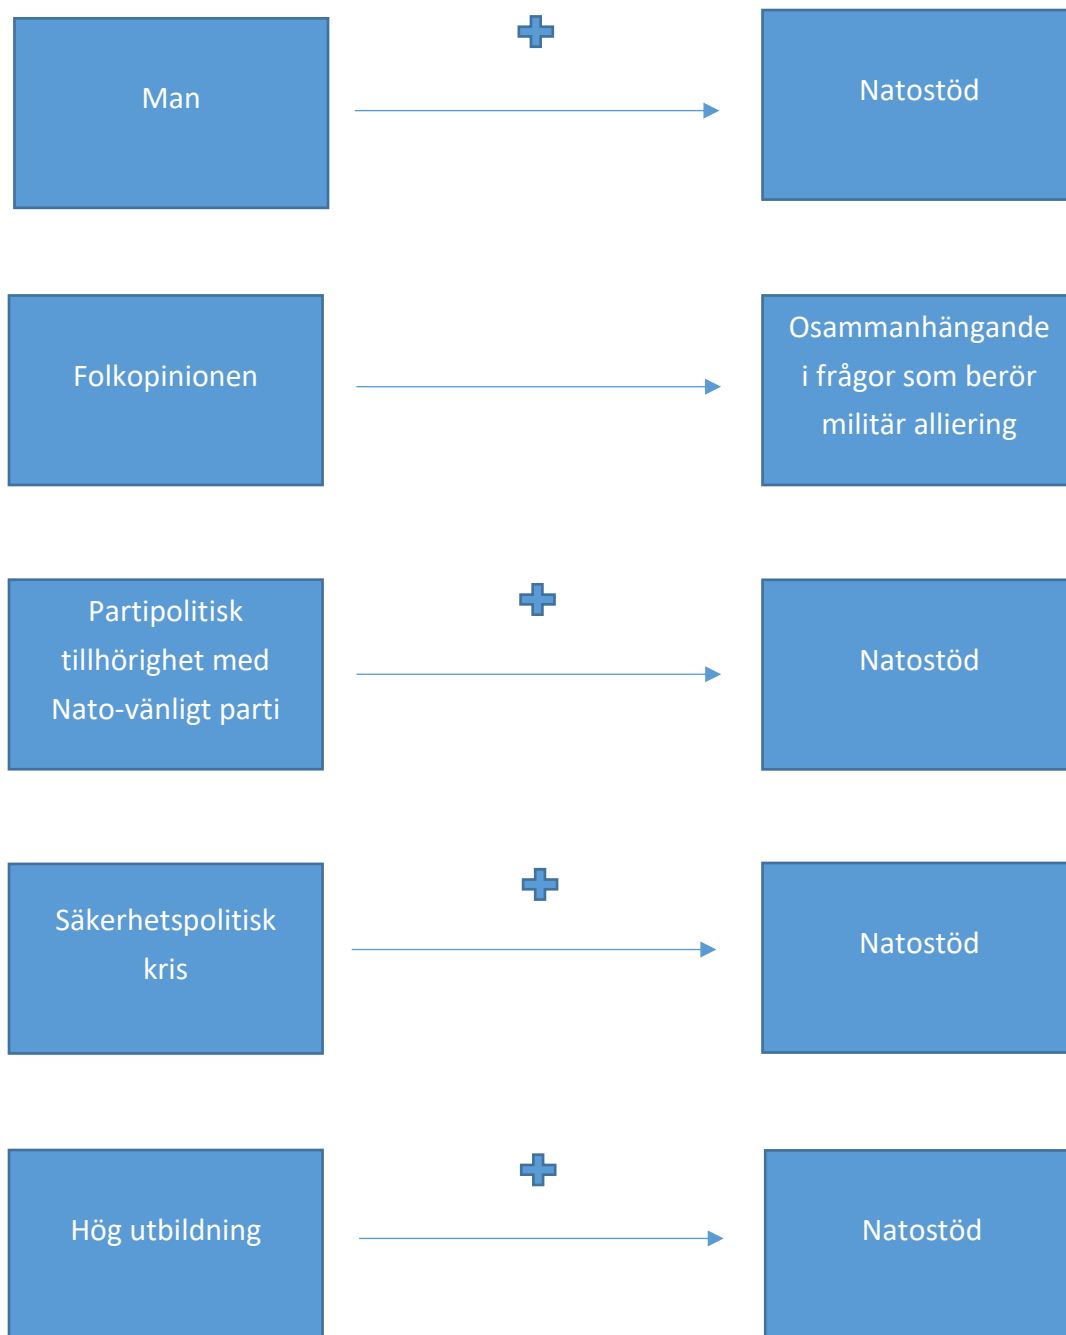 Man
Natostöd
Folkopinionen
Osammanhängande
i frågor som berör
militär alliering
Partipolitisk
tillhörighet med
Nato-vänligt parti
Natostöd
Säkerhetspolitisk
kris
Natostöd
Hög utbildning
Natostöd